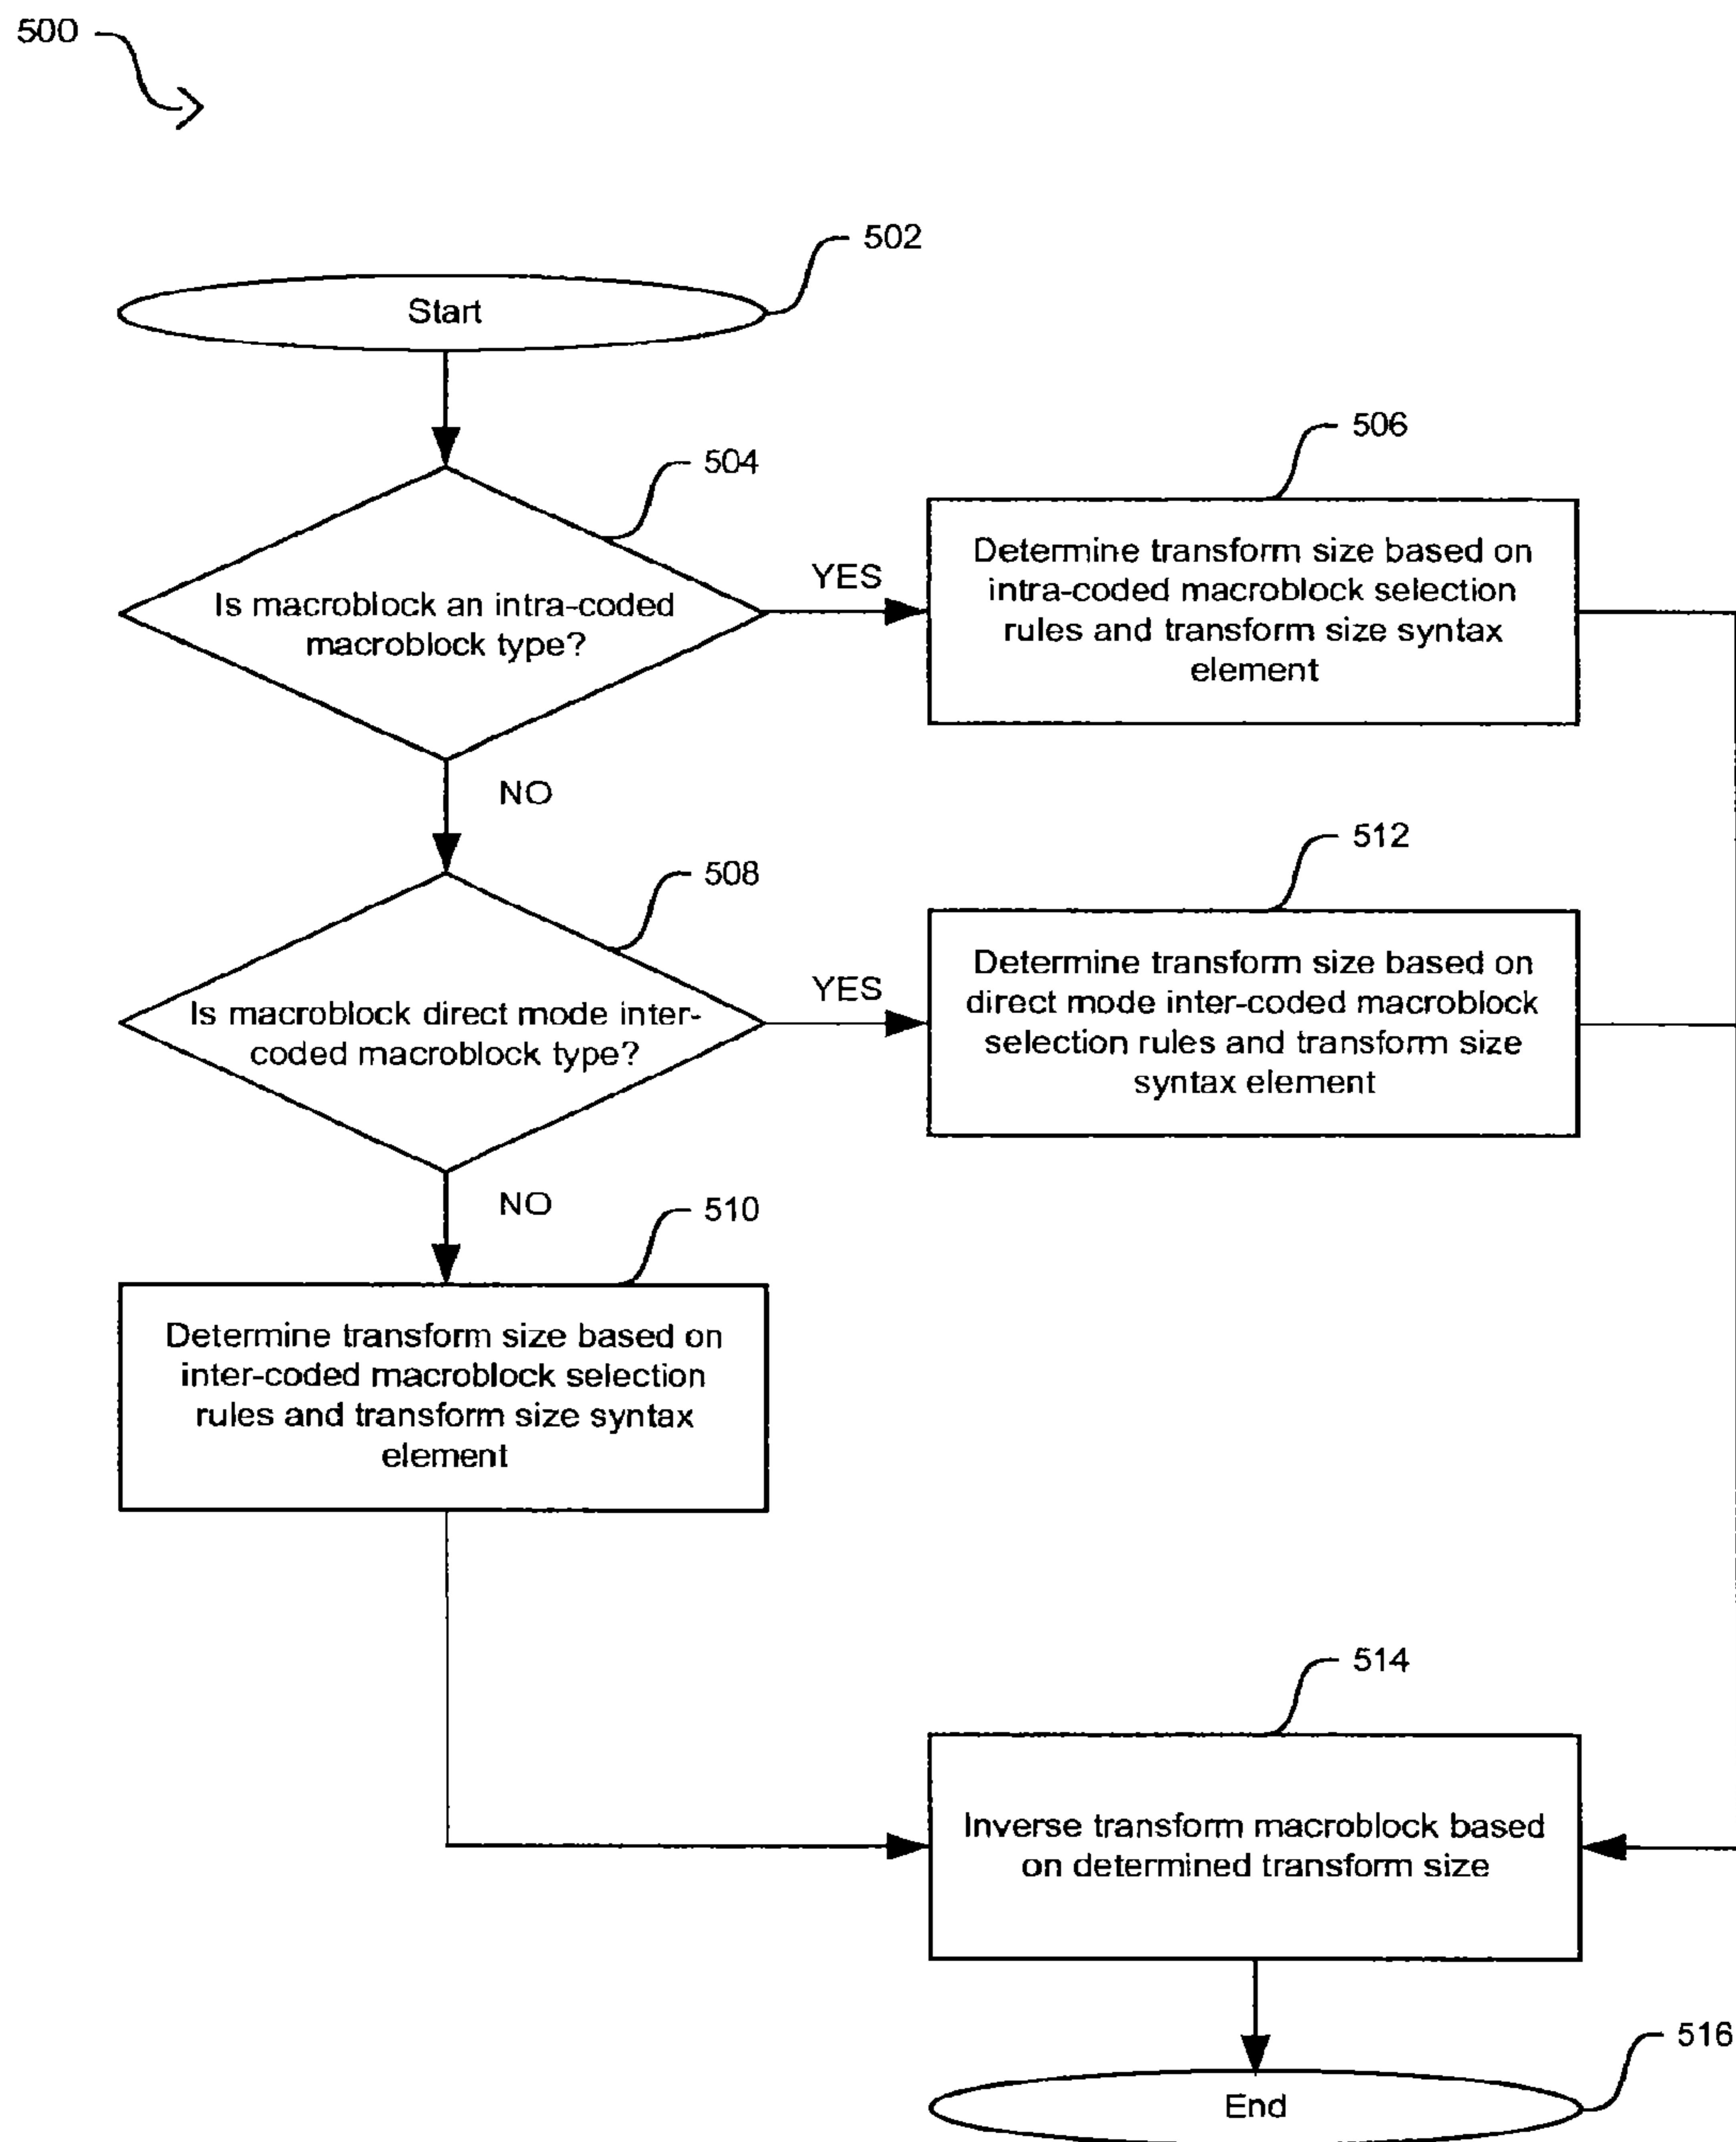 500
502
Start
504
506
Is macroblock an intra-coded
macroblock type?
YES
Determine transform size based on
intra-coded macroblock selection
rules and transform size syntax
element
NO
508
512
Is macroblock direct mode inter-
coded macroblock type?
YES
Determine transform size based on
direct mode inter-coded macroblock
selection rules and transform size
syntax element
NO
510
Determine transform size based on
inter-coded macroblock selection
rules and transform size syntax
element
514
Inverse transform macroblock based
on determined transform size
516
End